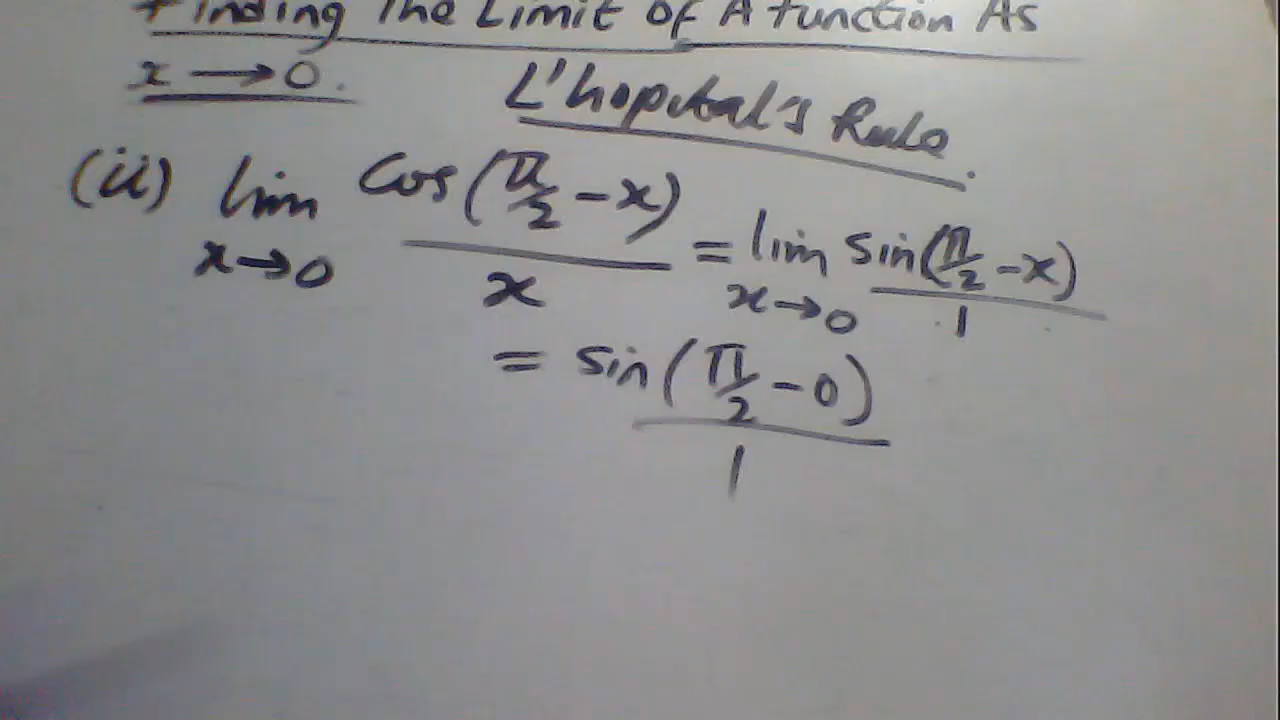 Finding The Limit Of A function As
x → 0.
L'hopital's Rule.
(ii) lim x→0 cos(π/2 - x) / x = lim x→0 sin(π/2 - x) / 1
= sin(π/2 - 0) / 1